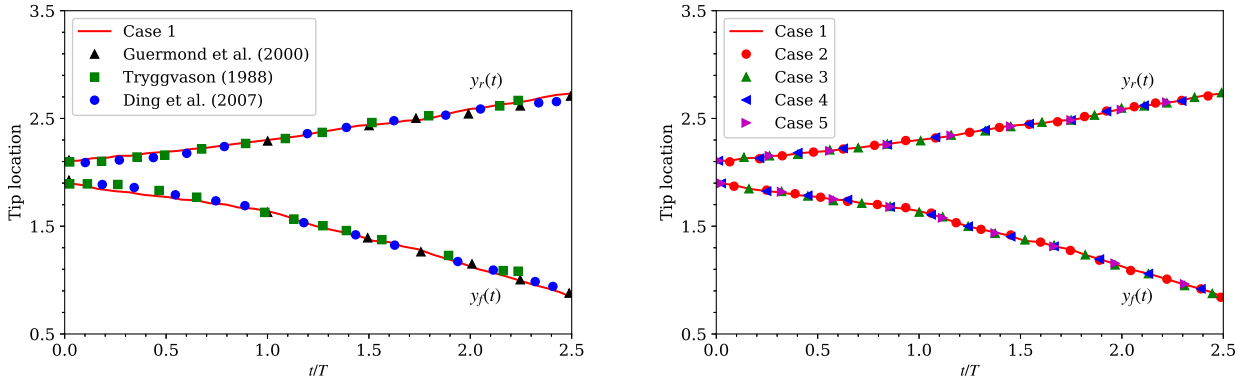 3.5
2.5
1.5
0.5
Tip location
0.0
0.5
1.0
1.5
2.0
2.5
t/T
Case 1
Guermond et al. (2000)
Tryggvason (1988)
Ding et al. (2007)
y_r(t)
y_f(t)
3.5
2.5
1.5
0.5
Tip location
0.0
0.5
1.0
1.5
2.0
2.5
t/T
Case 1
Case 2
Case 3
Case 4
Case 5
y_r(t)
y_f(t)